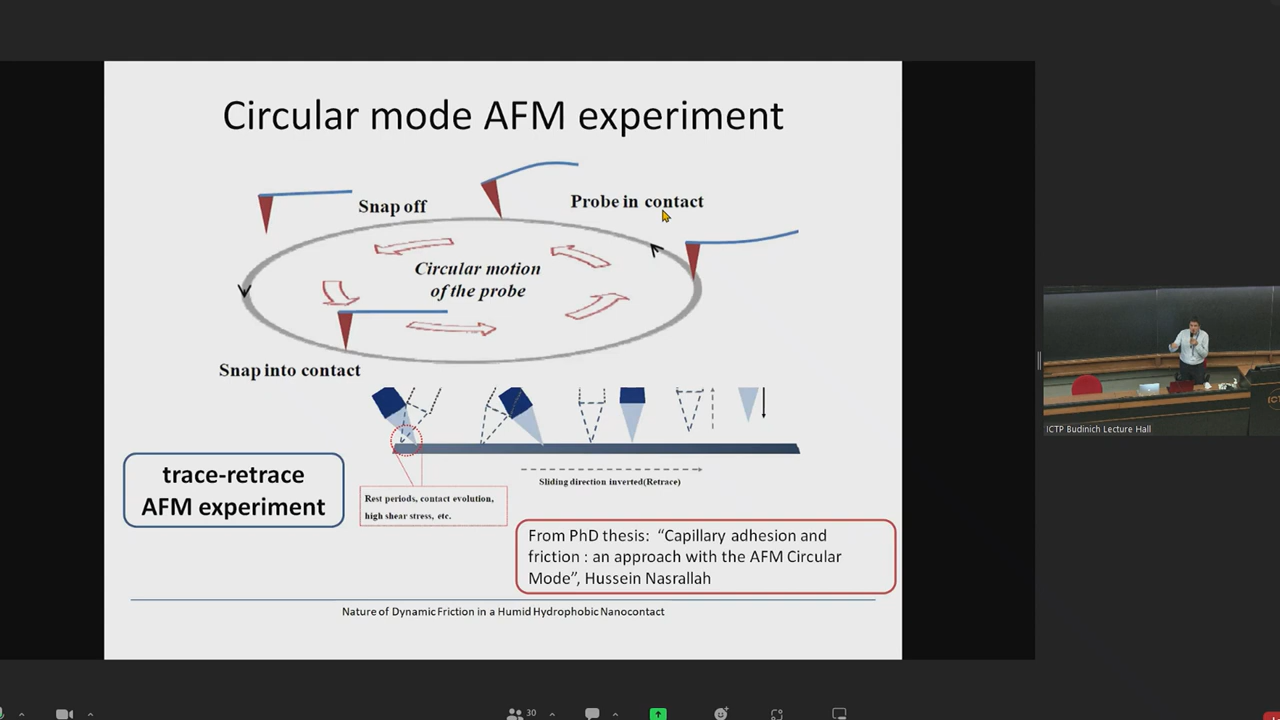 Circular mode AFM experiment
Snap off
Probe in contact
Circular motion
of the probe
Snap into contact
trace-retrace
AFM experiment
Rest periods, contact evolution,
high shear stress, etc.
Sliding direction inverted(Retrace)
From PhD thesis: “Capillary adhesion and
friction : an approach with the AFM Circular
Mode”, Hussein Nasrallah
Nature of Dynamic Friction in a Humid Hydrophobic Nanocontact
ICTP Budinich Lecture Hall
30